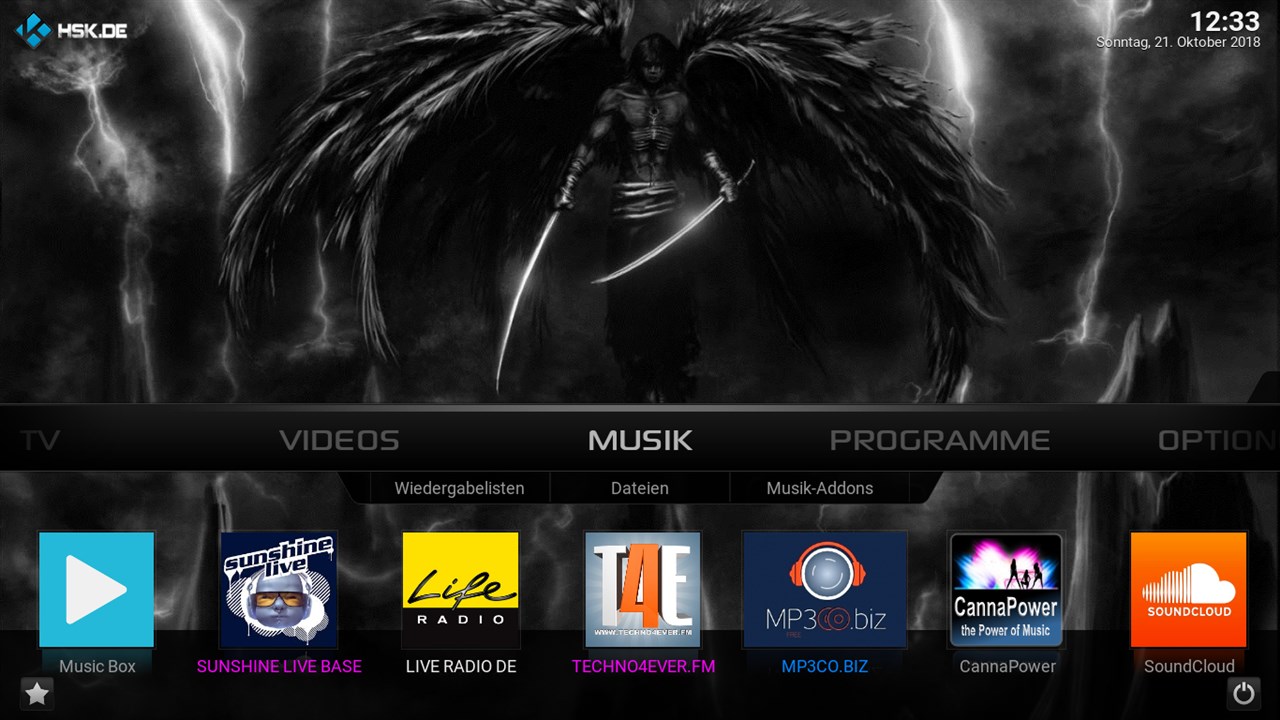 HSK.DE
12:33
Sonntag, 21. Oktober 2018
TV
VIDEOS
MUSIK
PROGRAMME
OPTION
Wiedergabelisten
Dateien
Musik-Addons
sunshine
live
Life
RADIO
T4E
WWW.TECHNO4EVER.FM
MP3CO.biz
FREE
CannaPower
the Power of Music
SOUNDCLOUD
Music Box
SUNSHINE LIVE BASE
LIVE RADIO DE
TECHNO4EVER.FM
MP3CO.BIZ
CannaPower
SoundCloud